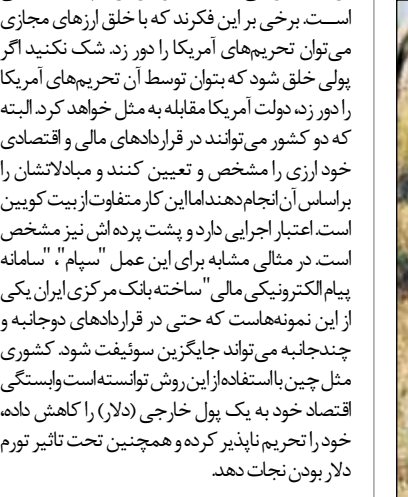 اســت. برخی بر این فکرند که با خلق ارزهای مجازی
می‌توان تحریم‌های آمریکا را دور زد. شک نکنید اگر
پولی خلق شود که بتوان توسط آن تحریم‌های آمریکا
را دور زد، دولت آمریکا مقابله به مثل خواهد کرد. البته
که دو کشور می‌توانند در قراردادهای مالی و اقتصادی
خود ارزی را مشخص و تعیین کنند و مبادلاتشان را
براساس آن انجام دهند اما این کار متفاوت از بیت کویین
است. اعتبار اجرایی دارد و پشت پرده اش نیز مشخص
است. در مثالی مشابه برای این عمل "سپام"، "سامانه
پیام الکترونیکی مالی" ساخته بانک مرکزی ایران یکی
از این نمونه‌هاست که حتی در قراردادهای دوجانبه و
چندجانبه می‌تواند جایگزین سوئیفت شود. کشوری
مثل چین با استفاده از این روش توانسته است وابستگی
اقتصاد خود به یک پول خارجی (دلار) را کاهش داده،
خود را تحریم ناپذیر کرده و همچنین تحت تاثیر تورم
دلار بودن نجات دهد.